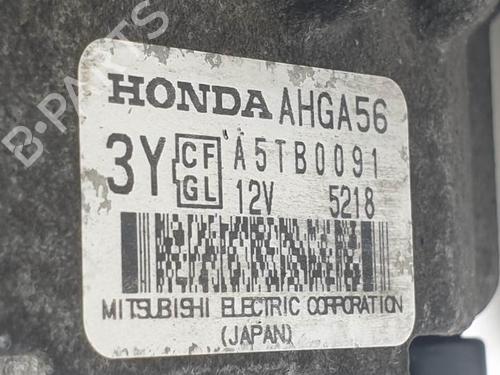 B-PARTS
HONDA AHGA56
3Y CF GL A5TB0091
12V 5218
MITSUBISHI ELECTRIC CORPORATION
(JAPAN)